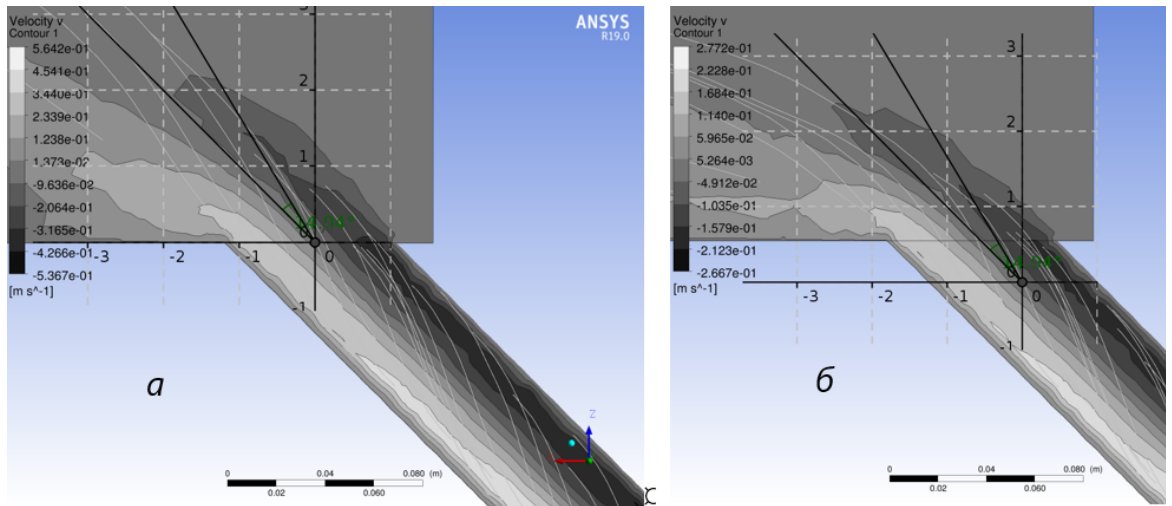 Velocity v
Contour 1
5.642e-01
4.541e-01
3.440e-01
2.339e-01
1.238e-01
1.373e-02
-9.636e-02
-2.064e-01
-3.165e-01
-4.266e-01
-5.367e-01
[m s^-1]
ANSYS
R19.0
3
2
1
0
-3
-2
-1
0
-1
а
Z
0
0.04
0.080
(m)
0.02
0.060
Velocity v
Contour 1
2.772e-01
2.228e-01
1.684e-01
1.140e-01
5.965e-02
5.264e-03
-4.912e-02
-1.035e-01
-1.579e-01
-2.123e-01
-2.667e-01
[m s^-1]
3
2
1
0
-3
-2
-1
0
-1
б
0
0.04
0.080
(m)
0.02
0.060
¤